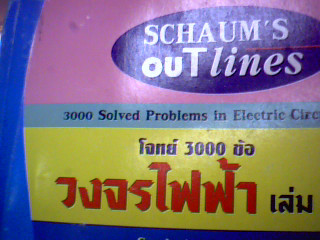 SCHAUM'S
OUTlines
3000 Solved Problems in Electric
โจทย์ 3000 ข้อ
วงจรไฟฟ้า เล่ม